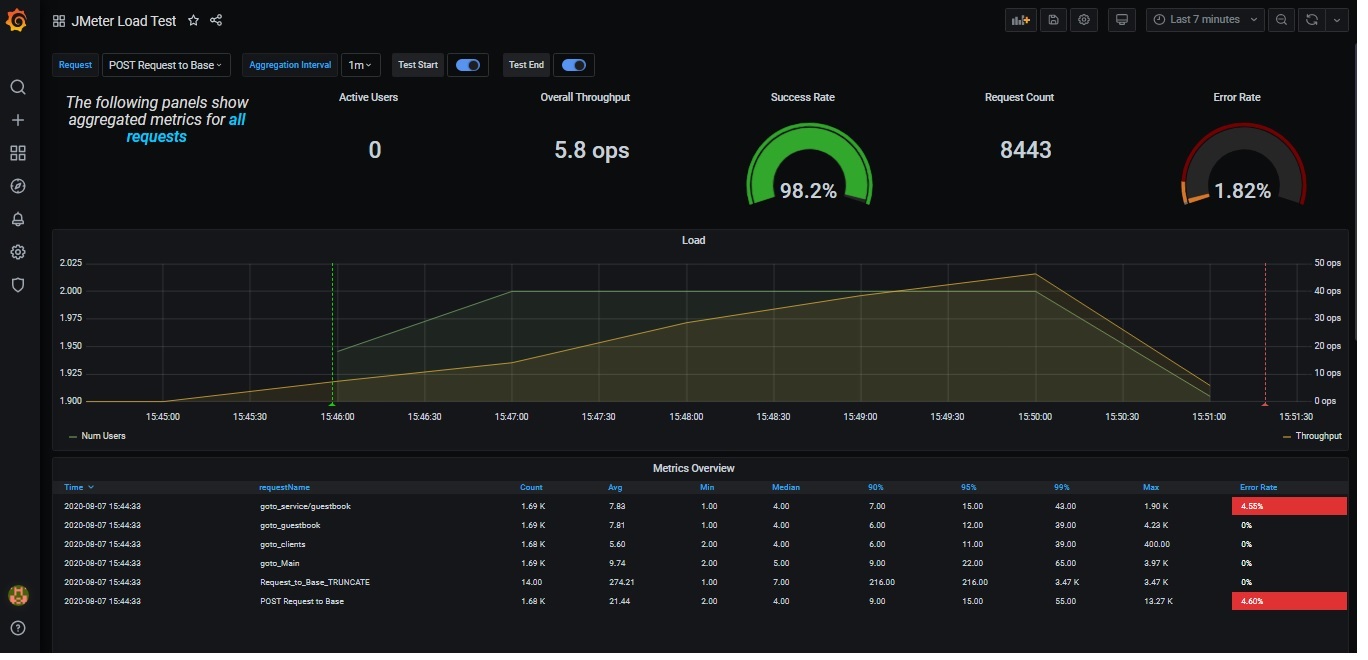 JMeter Load Test
Last 7 minutes
Request POST Request to Base Aggregation Interval 1m Test Start Test End
The following panels show
aggregated metrics for all
requests
Active Users
0
Overall Throughput
5.8 ops
Success Rate
98.2%
Request Count
8443
Error Rate
1.82%
Load
2.025 50 ops
2.000 40 ops
1.975 30 ops
1.950 20 ops
1.925 10 ops
1.900 0 ops
15:45:00 15:45:30 15:46:00 15:46:30 15:47:00 15:47:30 15:48:00 15:48:30 15:49:00 15:49:30 15:50:00 15:50:30 15:51:00 15:51:30
Num Users Throughput
Metrics Overview
Time requestName Count Avg Min Median 90% 95% 99% Max Error Rate
2020-08-07 15:44:33 goto_service/guestbook 1.69 K 7.83 1.00 4.00 7.00 15.00 43.00 1.90 K 4.55%
2020-08-07 15:44:33 goto_guestbook 1.69 K 7.81 1.00 4.00 6.00 12.00 39.00 4.23 K 0%
2020-08-07 15:44:33 goto_clients 1.68 K 5.60 2.00 4.00 6.00 11.00 39.00 400.00 0%
2020-08-07 15:44:33 goto_Main 1.69 K 9.74 2.00 5.00 9.00 22.00 65.00 3.97 K 0%
2020-08-07 15:44:33 Request_to_Base_TRUNCATE 14.00 274.21 1.00 7.00 216.00 216.00 3.47 K 3.47 K 0%
2020-08-07 15:44:33 POST Request to Base 1.68 K 21.44 2.00 4.00 9.00 15.00 55.00 13.27 K 4.60%